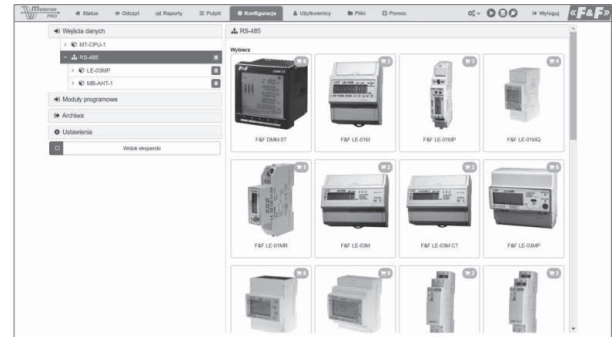 Status Odczyt Raporty Pulpit Konfiguracja Użytkownicy Pliki Pomoc Wyloguj «F&F»
PRO
Wejścia danych
MT-CPU-1
RS-485
LE-03MP
MB-AHT-1
Moduły programowe
Archiwa
Ustawienia
Widok ekspercki
RS-485
Wybierz
F&F DMM-5T
F&F LE-01M
F&F LE-01MP
F&F LE-01MQ
F&F LE-01MR
F&F LE-03M
F&F LE-03M CT
F&F LE-03MP